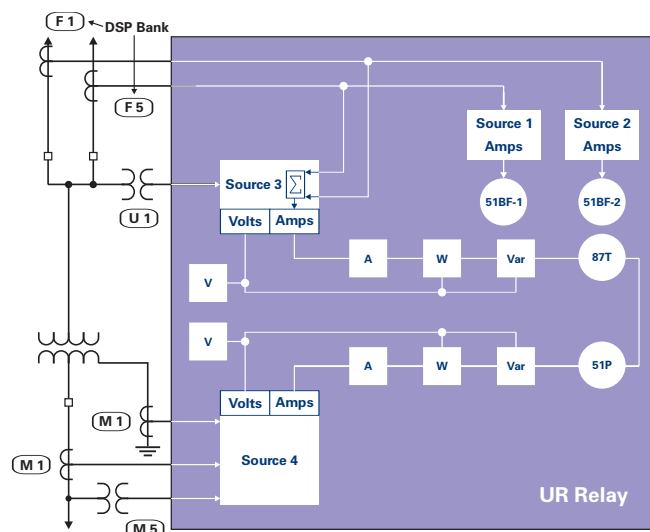 F 1
DSP Bank
F 5
Source 1
Amps
Source 2
Amps
Source 3
Σ
U 1
51BF-1
51BF-2
Volts
Amps
A
W
Var
87T
V
V
A
W
Var
51P
Volts
Amps
M 1
Source 4
M 1
UR Relay
M 5